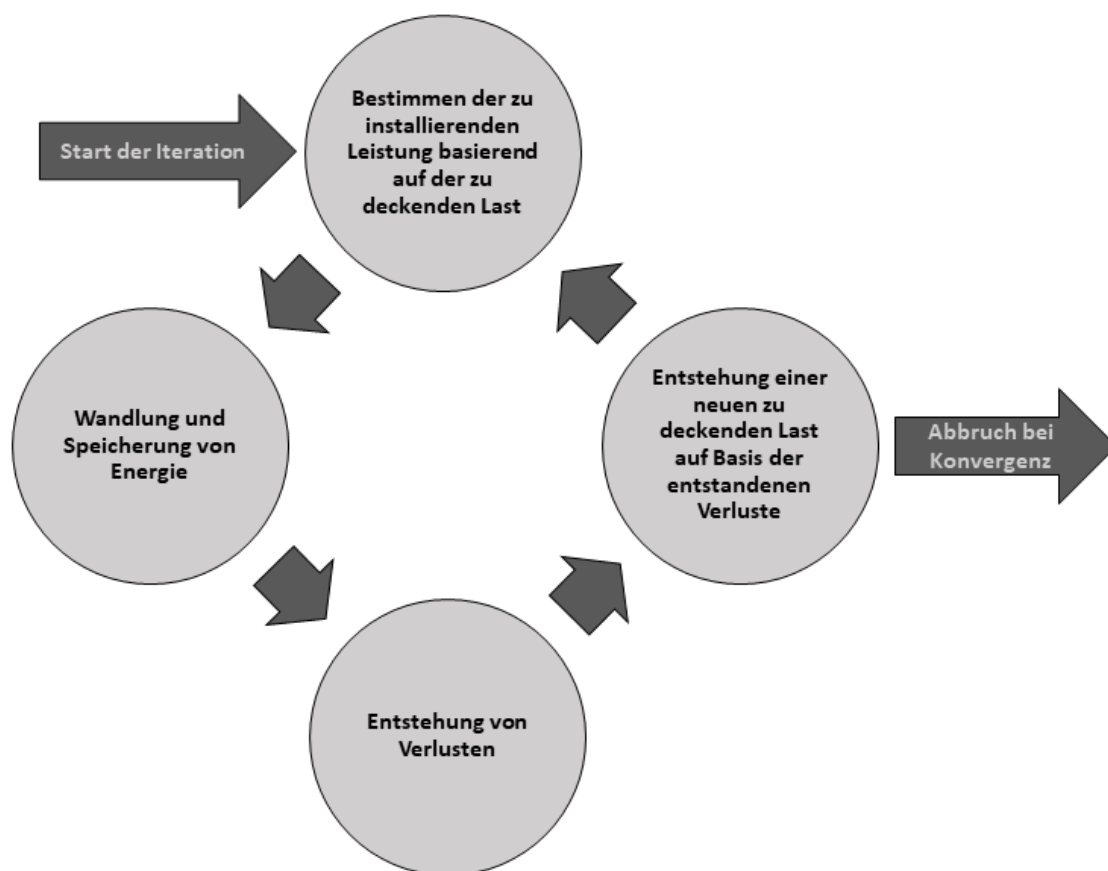 Bestimmen der zu
installierenden
Leistung basierend
auf der zu
deckenden Last
Start der Iteration
Wandlung und
Speicherung von
Energie
Entstehung einer
neuen zu
deckenden Last
auf Basis der
entstandenen
Verluste
Abbruch bei
Konvergenz
Entstehung von
Verlusten